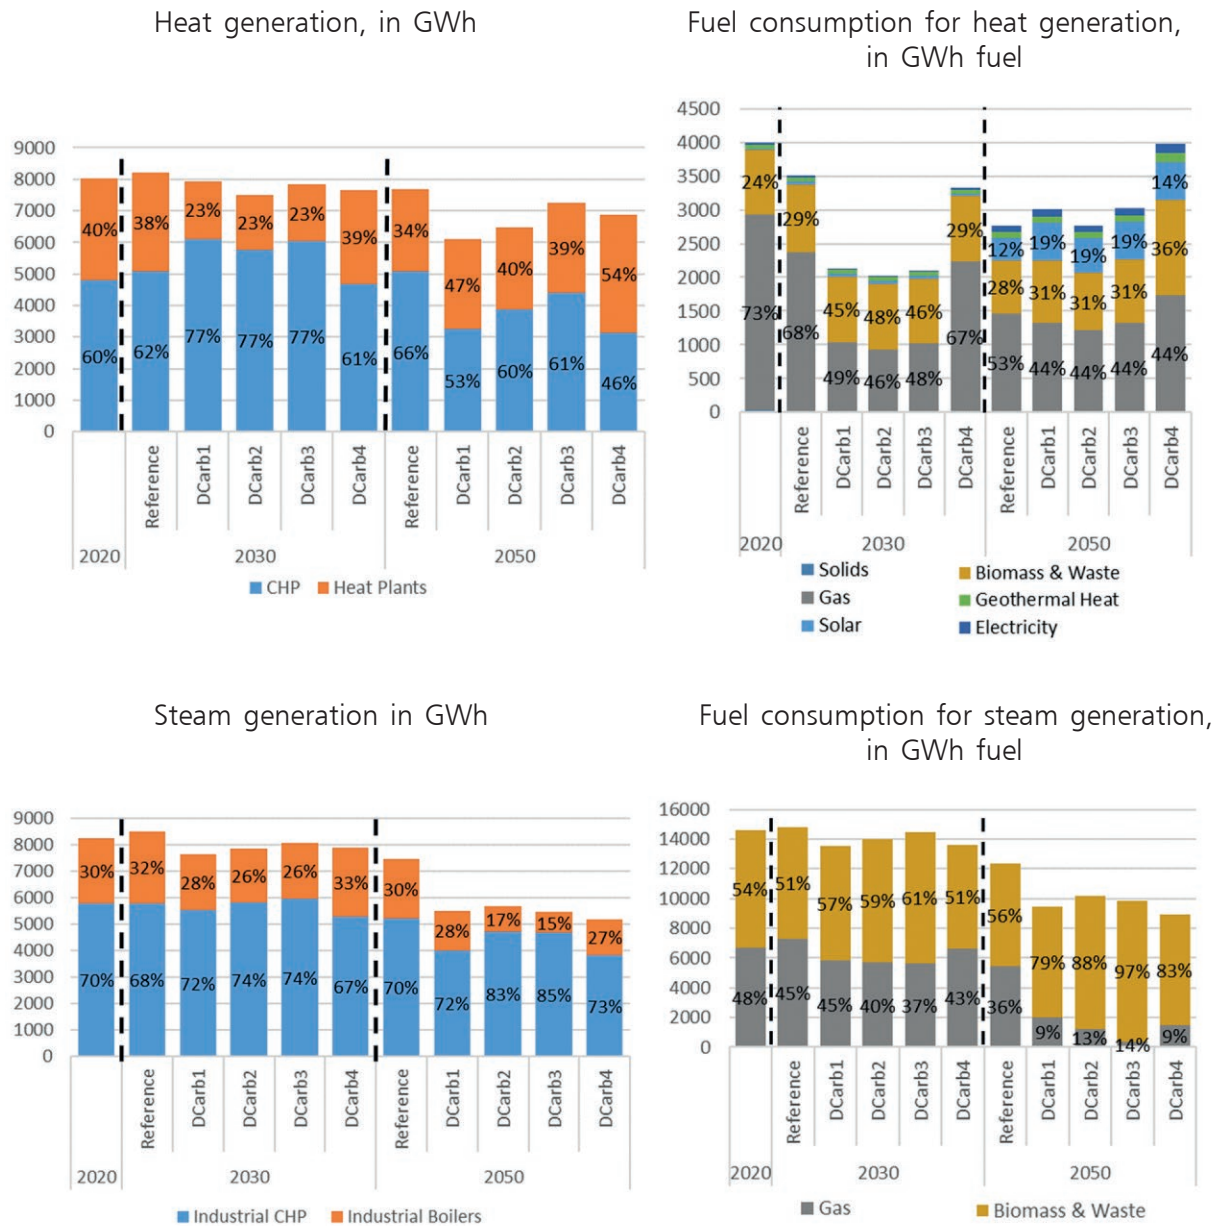 Heat generation, in GWh
9000
8000
7000
6000
5000
4000
3000
2000
1000
0
40% 38% 23% 23% 23% 39% 34% 47% 40% 39% 54%
60% 62% 77% 77% 77% 61% 66% 53% 60% 61% 46%
Reference DCarb1 DCarb2 DCarb3 DCarb4 Reference DCarb1 DCarb2 DCarb3 DCarb4
2020 2030 2050
CHP Heat Plants
Fuel consumption for heat generation,
in GWh fuel
4500
4000
3500
3000
2500
2000
1500
1000
500
0
12% 19% 19% 19% 14%
24% 29% 45% 48% 46% 29% 28% 31% 31% 31% 36%
73% 68% 49% 46% 48% 67% 53% 44% 44% 44% 44%
Reference DCarb1 DCarb2 DCarb3 DCarb4 Reference DCarb1 DCarb2 DCarb3 DCarb4
2020 2030 2050
Solids Biomass & Waste
Gas Geothermal Heat
Solar Electricity
Steam generation in GWh
9000
8000
7000
6000
5000
4000
3000
2000
1000
0
30% 32% 28% 26% 26% 33% 30% 28% 17% 15% 27%
70% 68% 72% 74% 74% 67% 70% 72% 83% 85% 73%
Reference DCarb1 DCarb2 DCarb3 DCarb4 Reference DCarb1 DCarb2 DCarb3 DCarb4
2020 2030 2050
Industrial CHP Industrial Boilers
Fuel consumption for steam generation,
in GWh fuel
16000
14000
12000
10000
8000
6000
4000
2000
0
54% 51% 57% 59% 61% 51% 56% 79% 88% 97% 83%
48% 45% 45% 40% 37% 43% 36% 9% 13% 14% 9%
Reference DCarb1 DCarb2 DCarb3 DCarb4 Reference DCarb1 DCarb2 DCarb3 DCarb4
2020 2030 2050
Gas Biomass & Waste